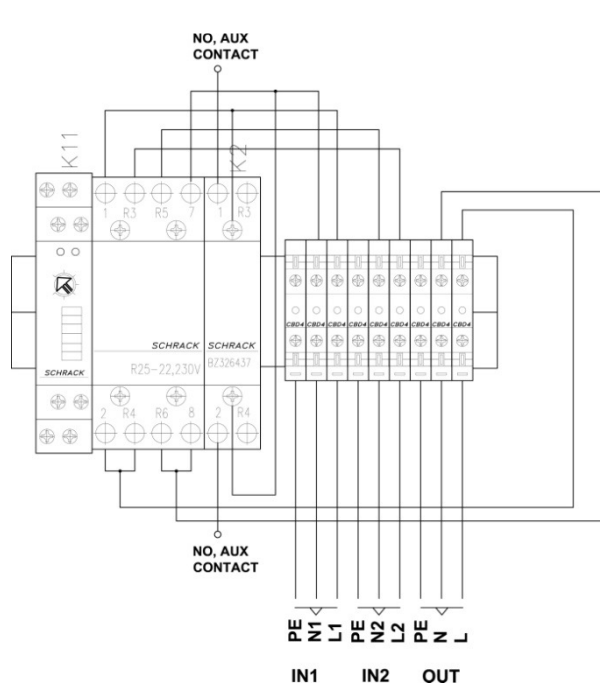 NO, AUX
CONTACT
K11
K2
1 R3 R5 7 1 R3
CBD4 CBD4 CBD4 CBD4 CBD4 CBD4 CBD4 CBD4 CBD4
SCHRACK SCHRACK
R25-22,230V BZ326437
SCHRACK
2 R4 R6 8 2 R4
NO, AUX
CONTACT
PE N1 L1 PE N2 L2 PE N L
IN1 IN2 OUT